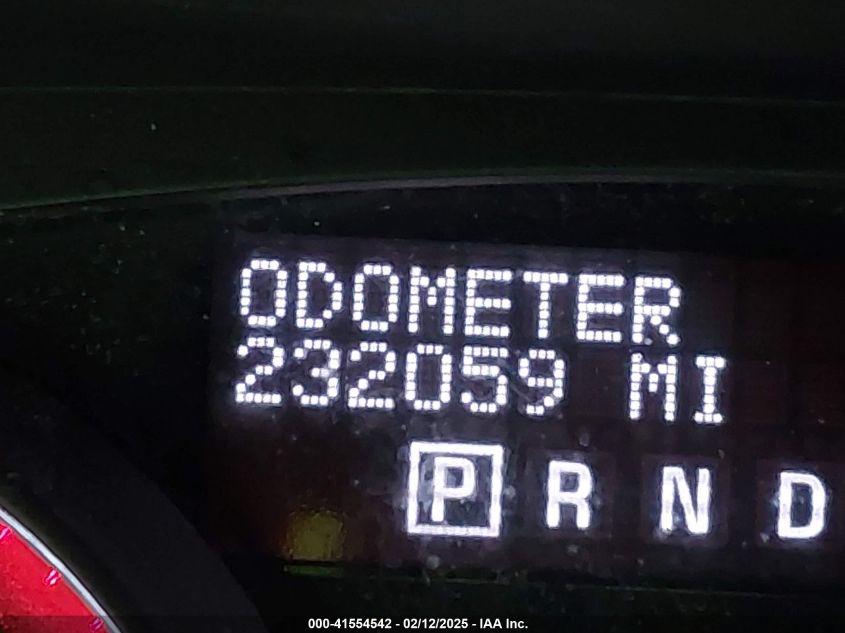 ODOMETER
232059 MI
P R N D
000-41554542 - 02/12/2025 - IAA Inc.